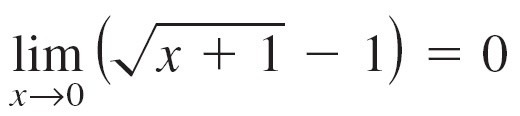 lim (√x + 1 − 1) = 0
x→0